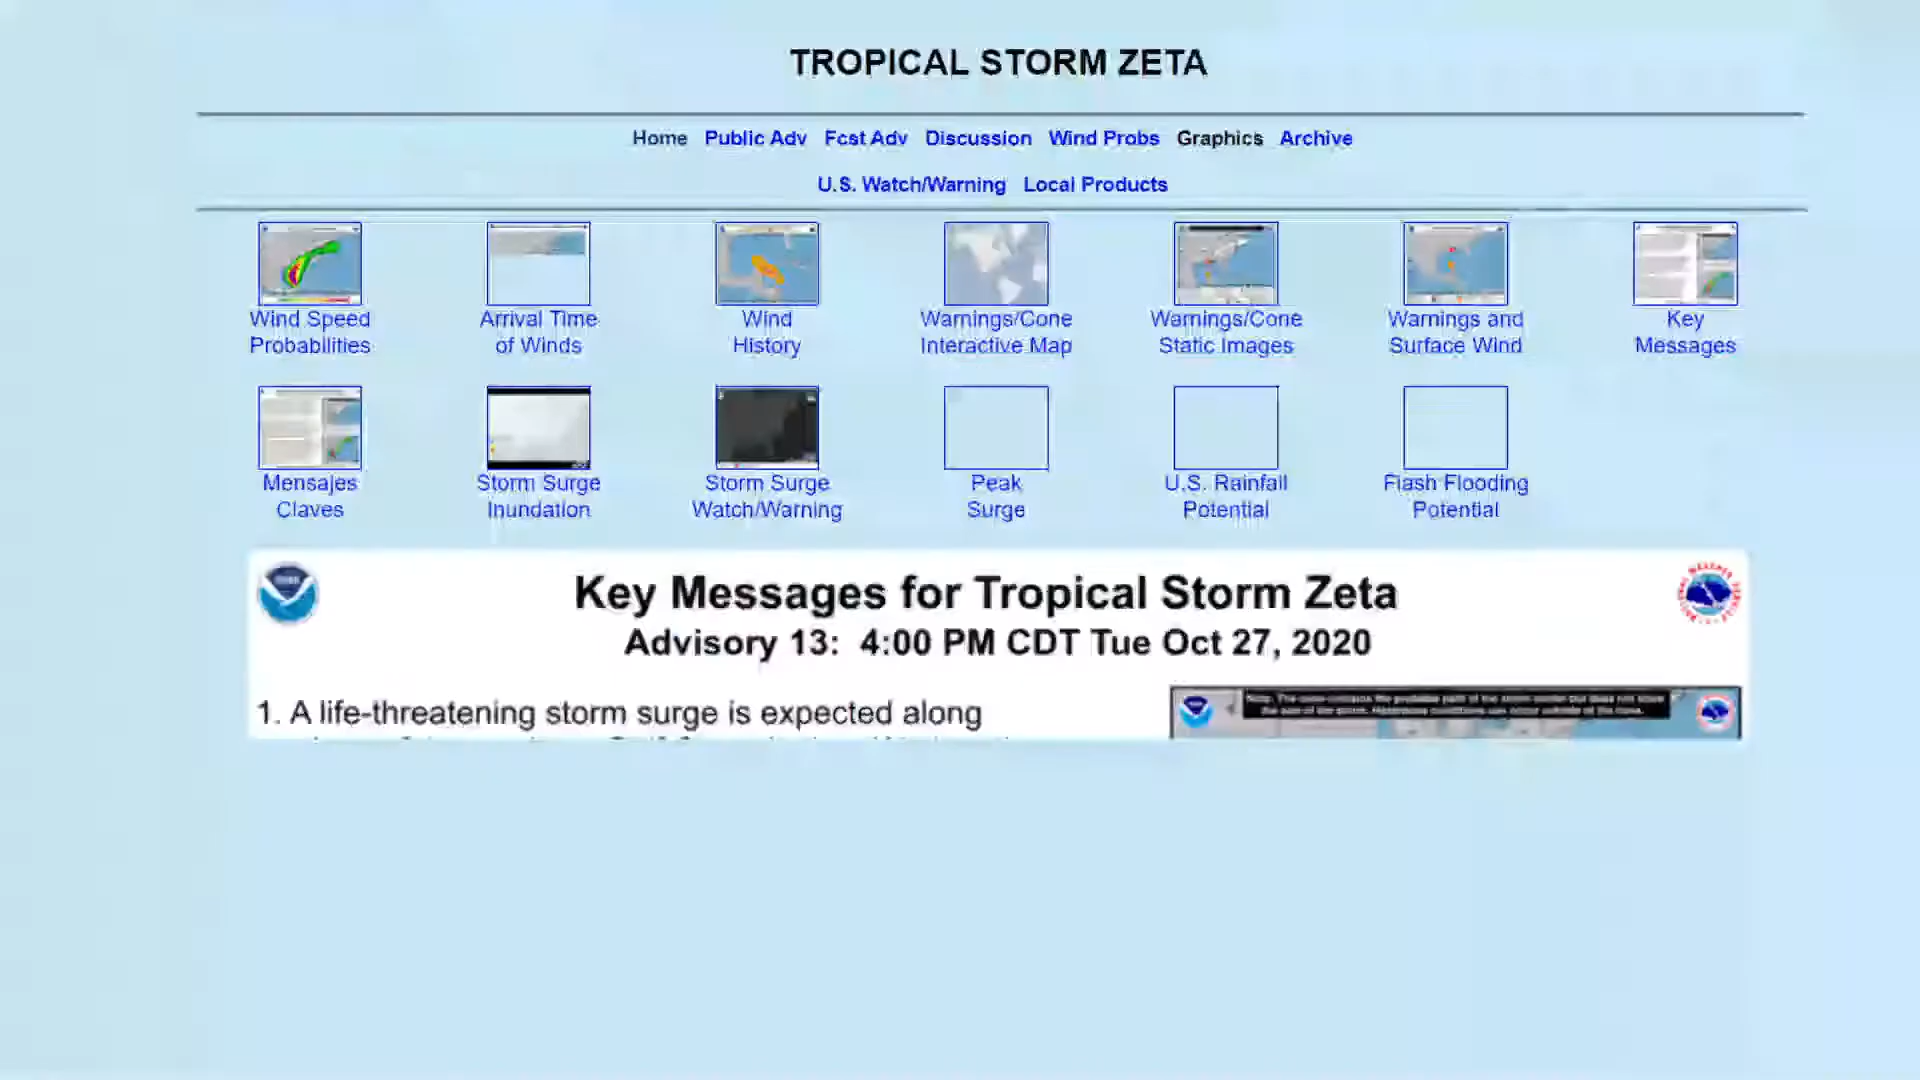 TROPICAL STORM ZETA
Home Public Adv Fcst Adv Discussion Wind Probs Graphics Archive
U.S. Watch/Warning Local Products
Wind Speed Probabilities
Arrival Time of Winds
Wind History
Warnings/Cone Interactive Map
Warnings/Cone Static Images
Warnings and Surface Wind
Key Messages
Mensajes Claves
Storm Surge Inundation
Storm Surge Watch/Warning
Peak Surge
U.S. Rainfall Potential
Flash Flooding Potential
Key Messages for Tropical Storm Zeta
Advisory 13: 4:00 PM CDT Tue Oct 27, 2020
1. A life-threatening storm surge is expected along